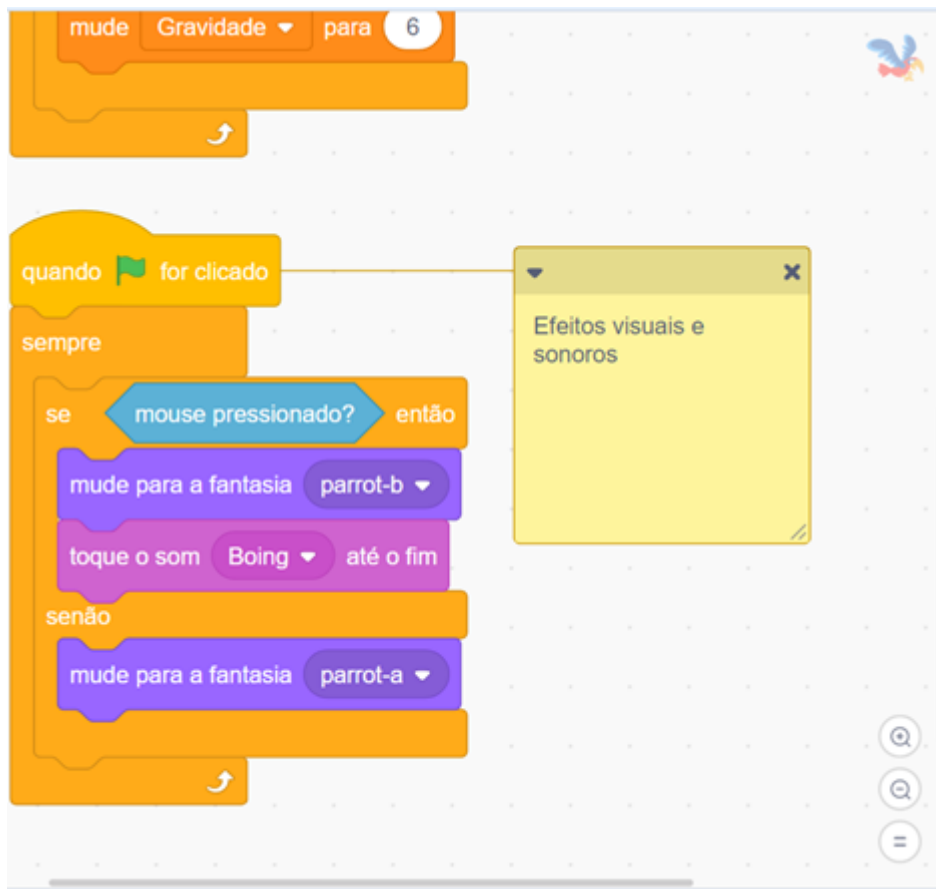 mude Gravidade para 6
quando for clicado
Efeitos visuais e
sonoros
sempre
se mouse pressionado? então
mude para a fantasia parrot-b
toque o som Boing até o fim
senão
mude para a fantasia parrot-a